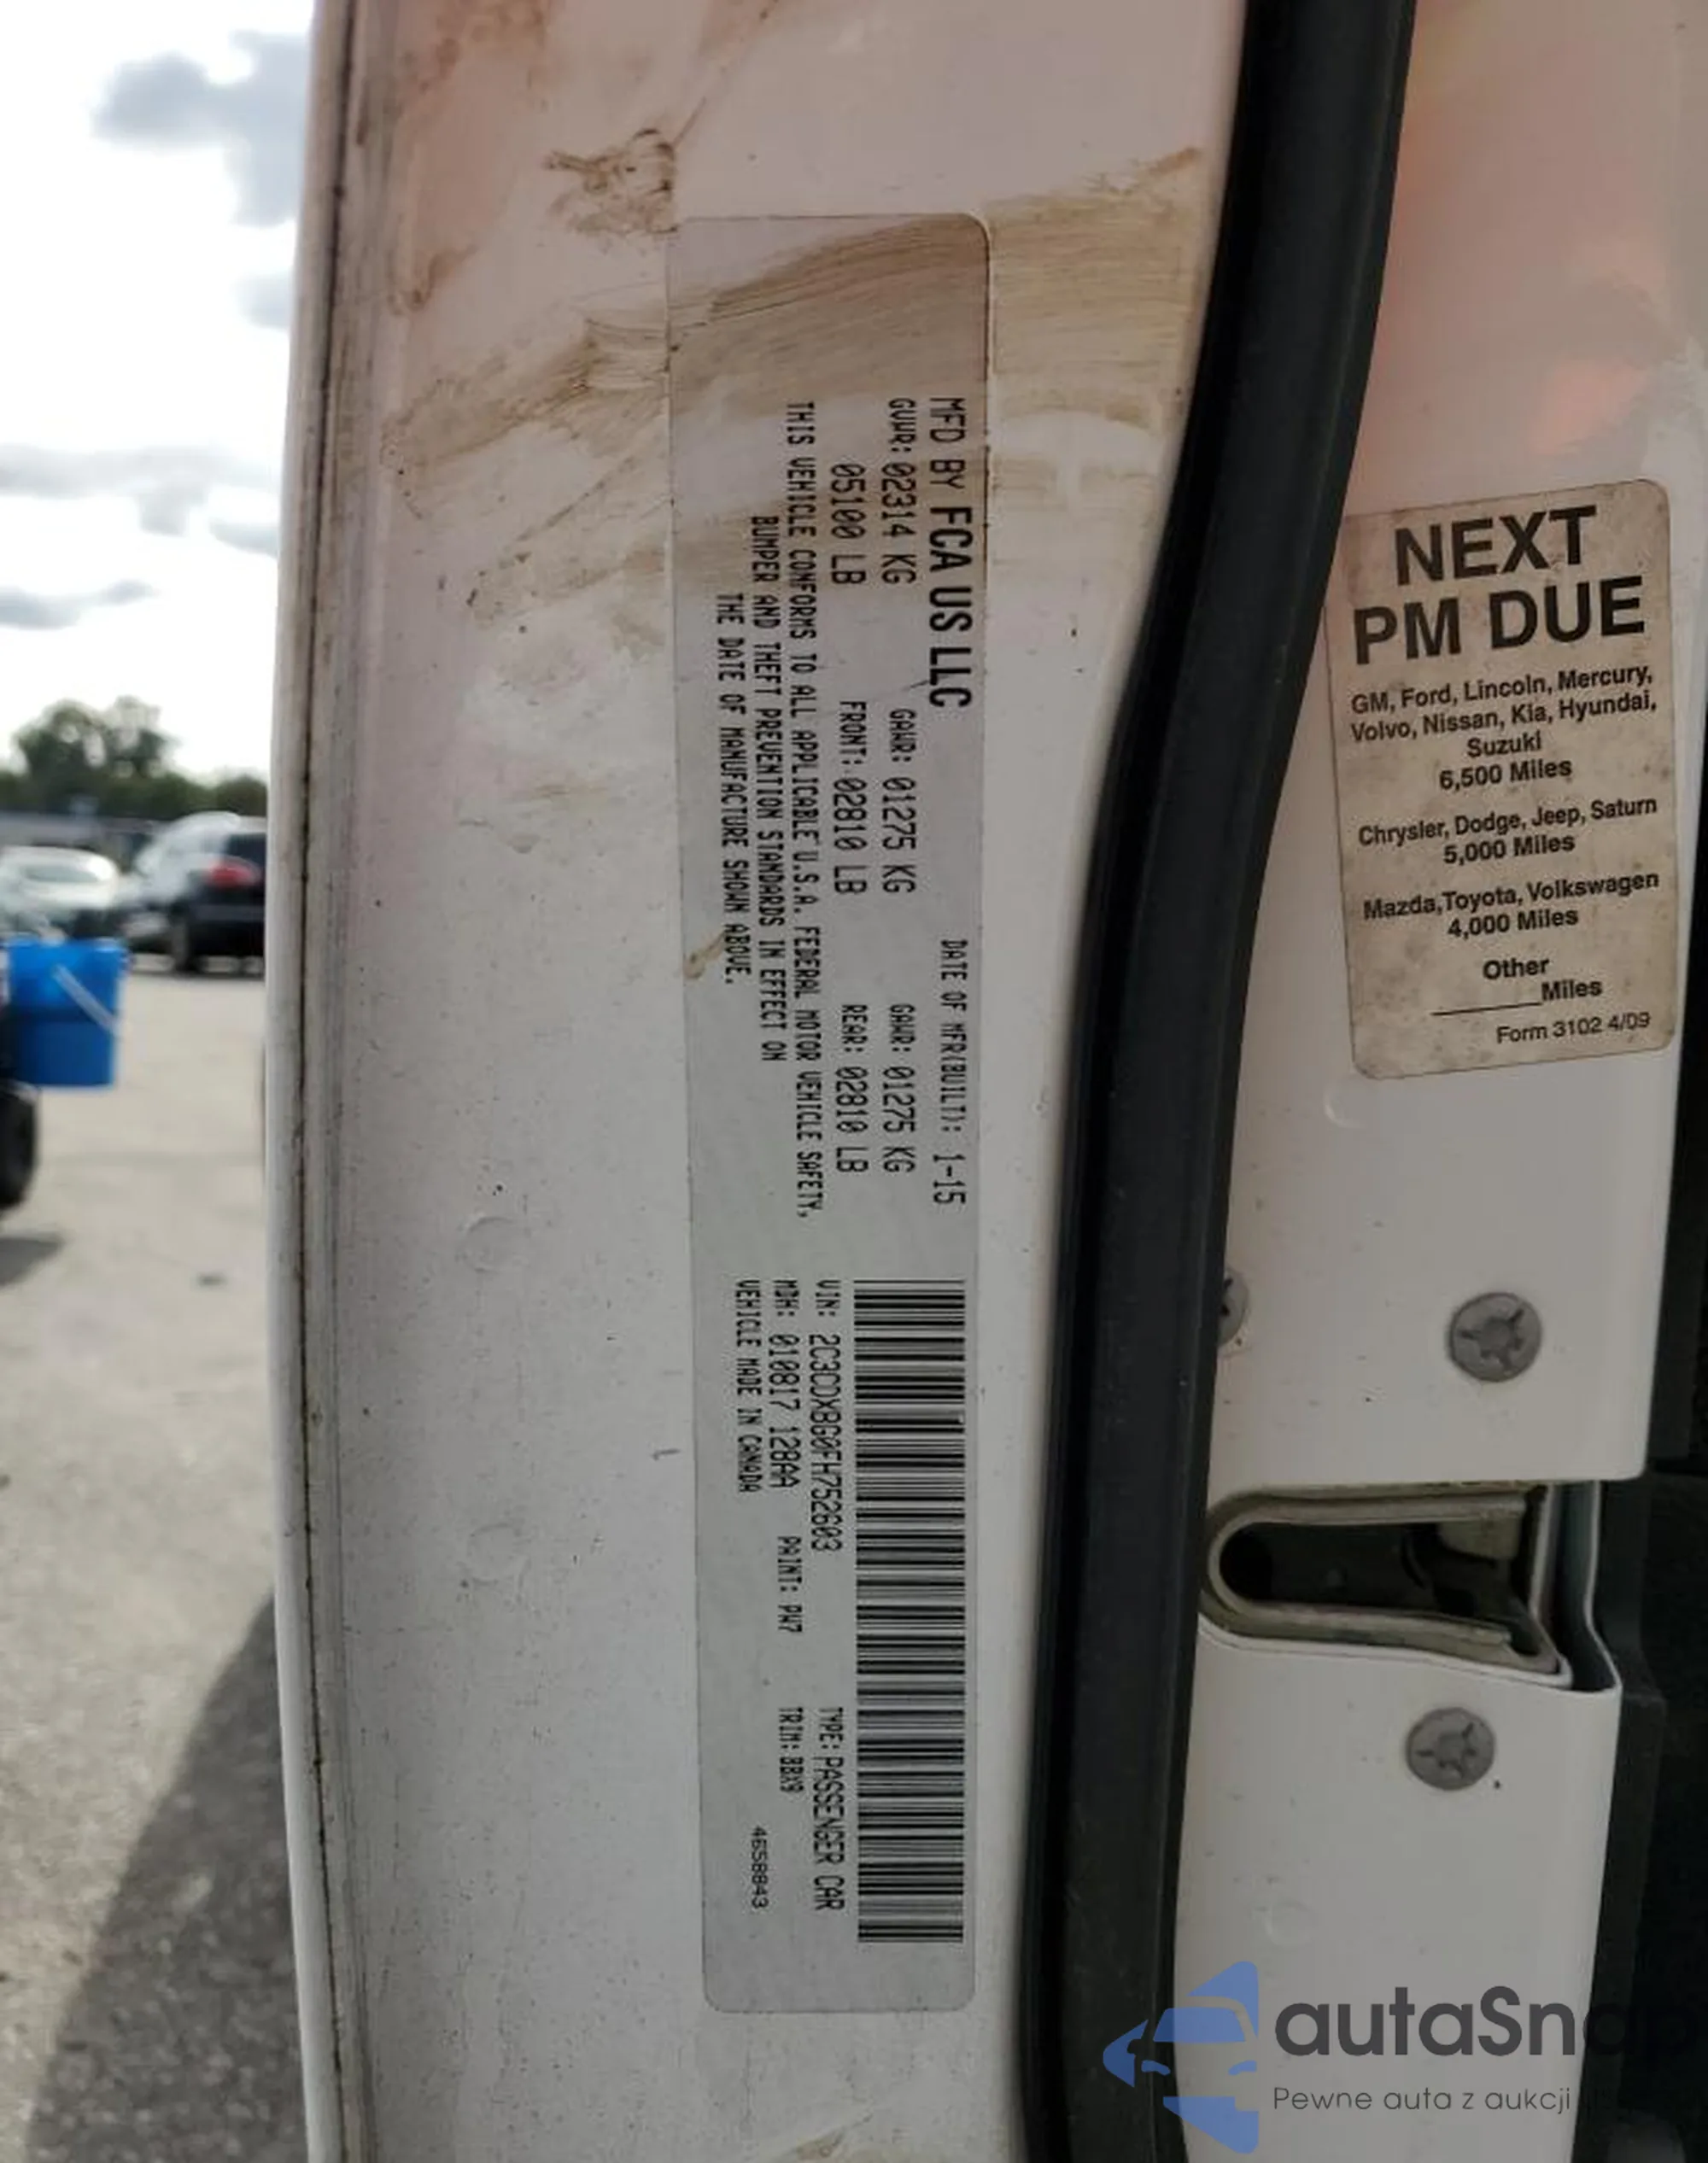 MFD BY FCA US LLC
DATE OF MFR(BUILT): 1-15
GVWR: 02314 KG
GAWR: 01275 KG
GAWR: 01275 KG
05100 LB
FRONT: 02810 LB
REAR: 02810 LB
THIS VEHICLE CONFORMS TO ALL APPLICABLE U.S.A. FEDERAL MOTOR VEHICLE SAFETY,
BUMPER AND THEFT PREVENTION STANDARDS IN EFFECT ON
THE DATE OF MANUFACTURE SHOWN ABOVE.
VIN: 2C3CDXBG0FH752603
TYPE: PASSENGER CAR
MDH: 010817 128AA
PAINT: PW7
TRIM: BBX9
VEHICLE MADE IN CANADA
4658843
NEXT
PM DUE
GM, Ford, Lincoln, Mercury,
Volvo, Nissan, Kia, Hyundai,
Suzuki
6,500 Miles
Chrysler, Dodge, Jeep, Saturn
5,000 Miles
Mazda, Toyota, Volkswagen
4,000 Miles
Other
______Miles
Form 3102 4/09
autaSnap
Pewne auta z aukcji